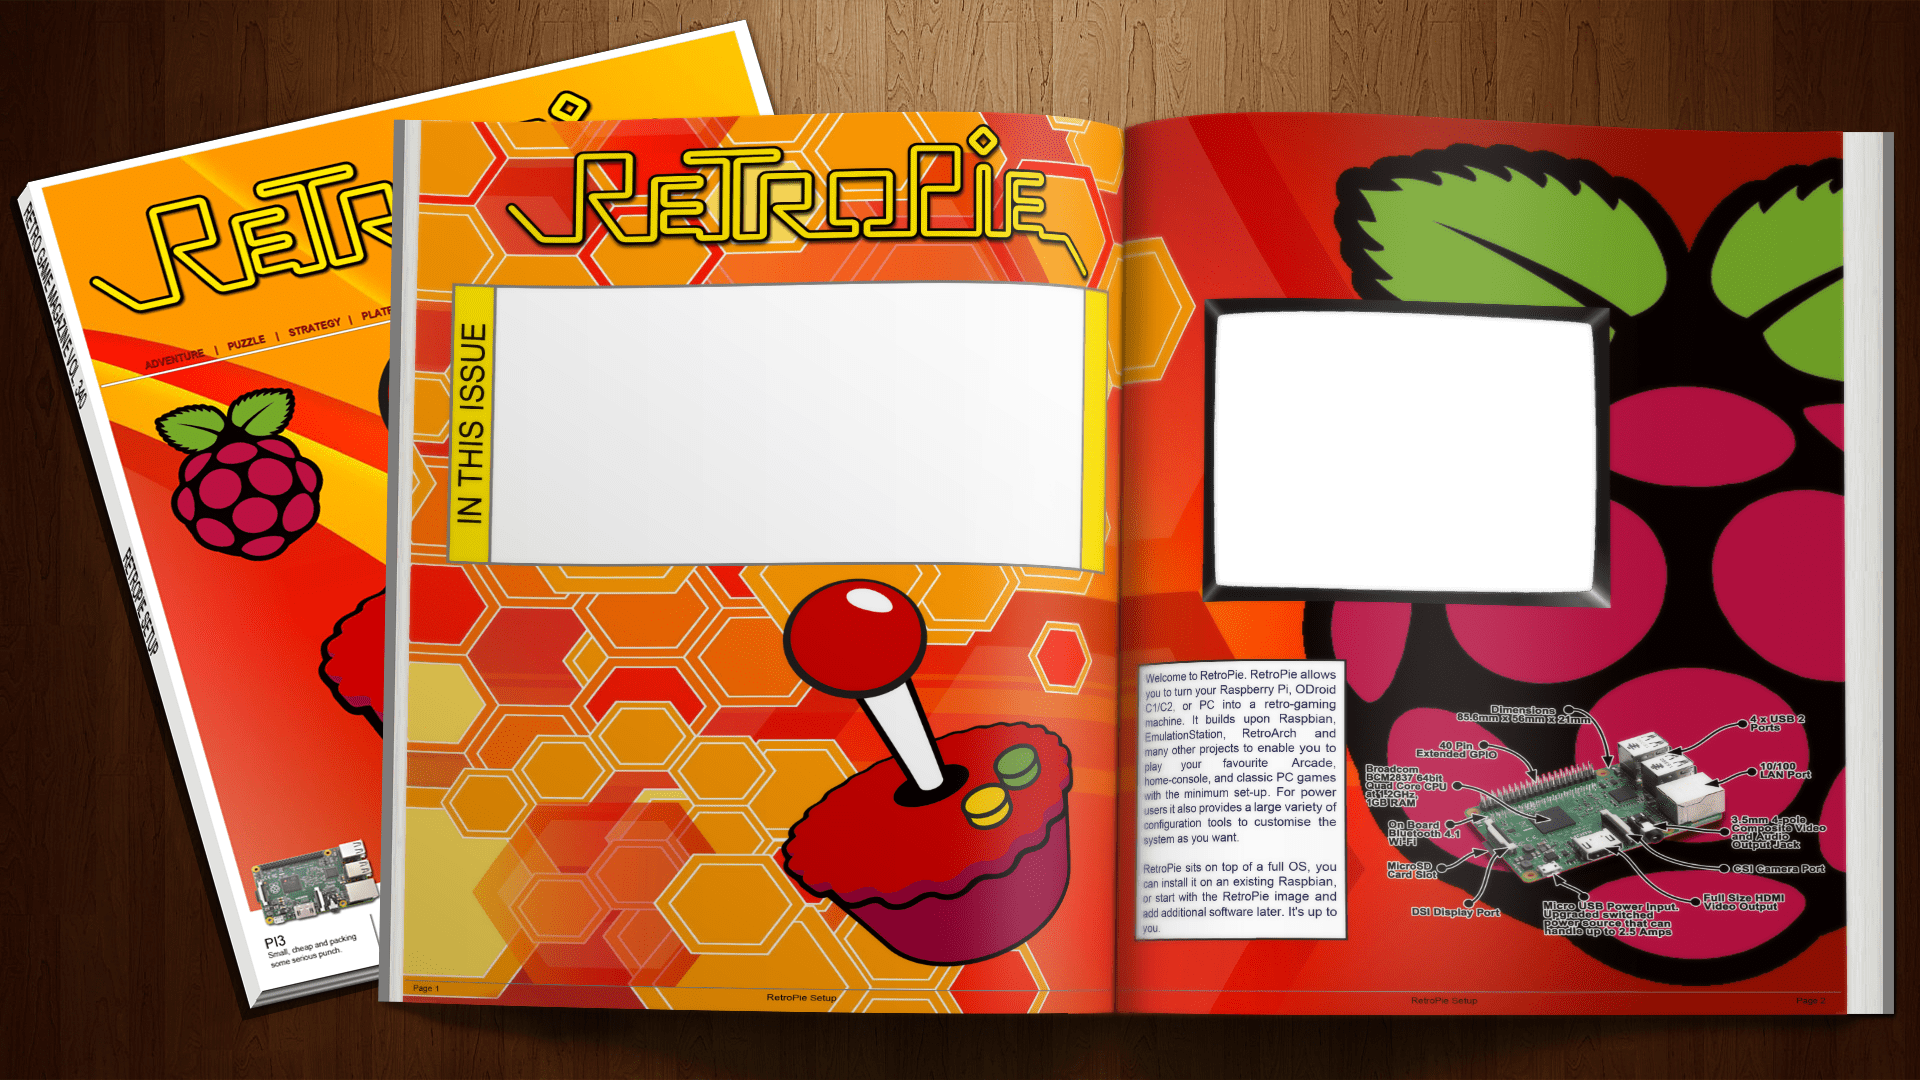 RETRO GAME MAGAZINE VOL. 340
RETROPIE SETUP
ADVENTURE | PUZZLE | STRATEGY |
PI3
Small, cheap and packing
some serious punch.
RETROPIE
IN THIS ISSUE
Page 1
RetroPie Setup
Welcome to RetroPie. RetroPie allows
you to turn your Raspberry Pi, ODroid
C1/C2, or PC into a retro-gaming
machine. It builds upon Raspbian,
EmulationStation, RetroArch and
many other projects to enable you to
play your favourite Arcade,
home-console, and classic PC games
with the minimum set-up. For power
users it also provides a large variety of
configuration tools to customise the
system as you want.
RetroPie sits on top of a full OS, you
can install it on an existing Raspbian,
or start with the RetroPie image and
add additional software later. It's up to
you.
Dimensions
85.6mm x 56mm x 21mm
4 x USB 2
Ports
40 Pin
Extended GPIO
10/100
LAN Port
Broadcom
BCM2837 64bit
Quad Core CPU
at 1.2GHz,
1GB RAM
On Board
Bluetooth 4.1
Wi-Fi
3.5mm 4-pole
Composite Video
and Audio
Output Jack
MicroSD
Card Slot
CSI Camera Port
DSI Display Port
Micro USB Power Input.
Upgraded switched
power source that can
handle up to 2.5 Amps
Full Size HDMI
Video Output
RetroPie Setup
Page 2